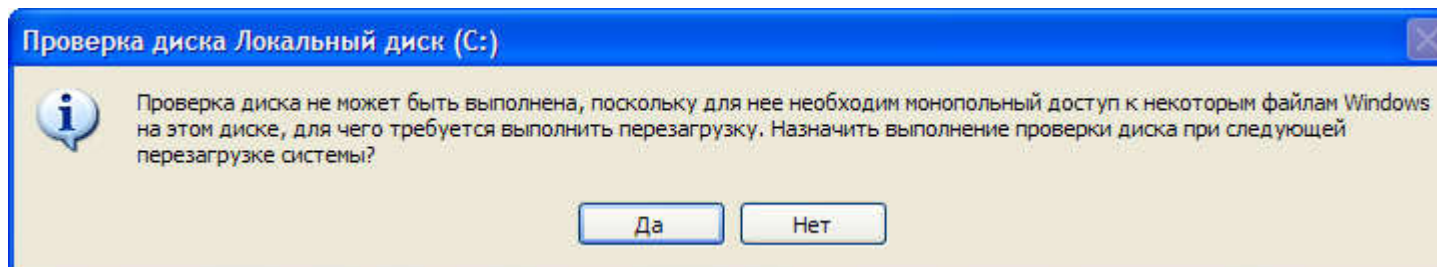 Проверка диска Локальный диск (C:)
Проверка диска не может быть выполнена, поскольку для нее необходим монопольный доступ к некоторым файлам Windows
на этом диске, для чего требуется выполнить перезагрузку. Назначить выполнение проверки диска при следующей
перезагрузке системы?
Да
Нет